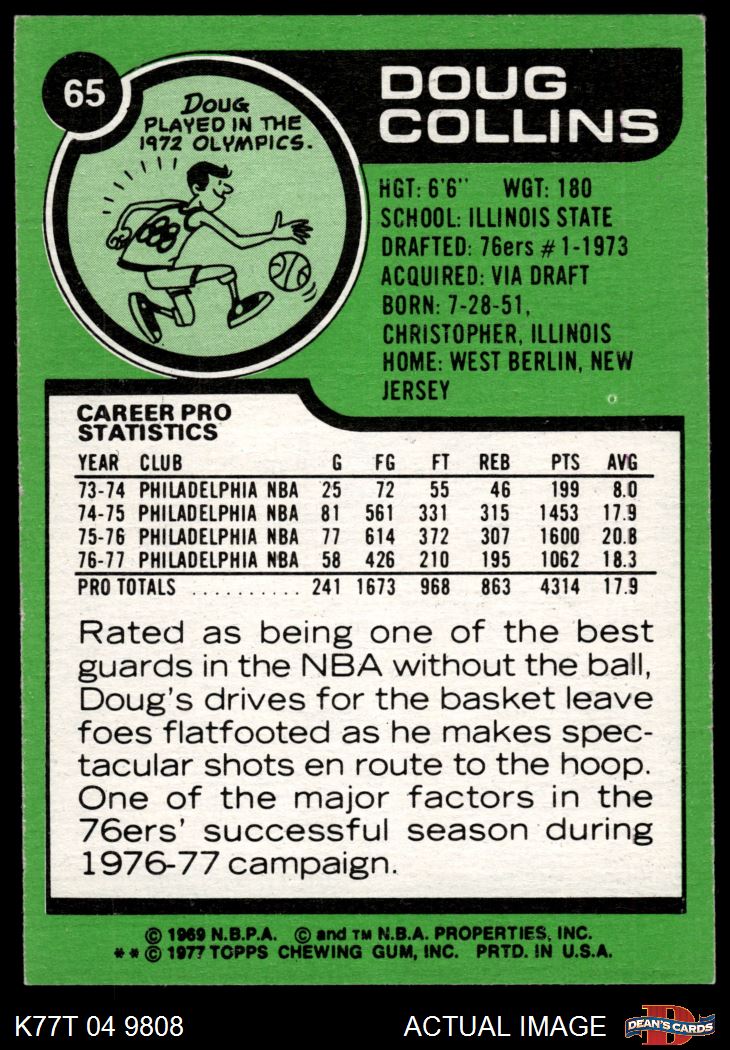 65
DOUG
PLAYED IN THE
1972 OLYMPICS.
DOUG
COLLINS
HGT: 6'6" WGT: 180
SCHOOL: ILLINOIS STATE
DRAFTED: 76ers #1-1973
ACQUIRED: VIA DRAFT
BORN: 7-28-51,
CHRISTOPHER, ILLINOIS
HOME: WEST BERLIN, NEW
JERSEY
CAREER PRO
STATISTICS
YEAR CLUB G FG FT REB PTS AVG
73-74 PHILADELPHIA NBA 25 72 55 46 199 8.0
74-75 PHILADELPHIA NBA 81 561 331 315 1453 17.9
75-76 PHILADELPHIA NBA 77 614 372 307 1600 20.8
76-77 PHILADELPHIA NBA 58 426 210 195 1062 18.3
PRO TOTALS .......... 241 1673 968 863 4314 17.9
Rated as being one of the best
guards in the NBA without the ball,
Doug's drives for the basket leave
foes flatfooted as he makes spec-
tacular shots en route to the hoop.
One of the major factors in the
76ers' successful season during
1976-77 campaign.
© 1969 N.B.P.A. © and TM N.B.A. PROPERTIES, INC.
** © 1977 TOPPS CHEWING GUM, INC. PRTD. IN U.S.A.
K77T 04 9808 ACTUAL IMAGE
D
DEAN'S CARDS